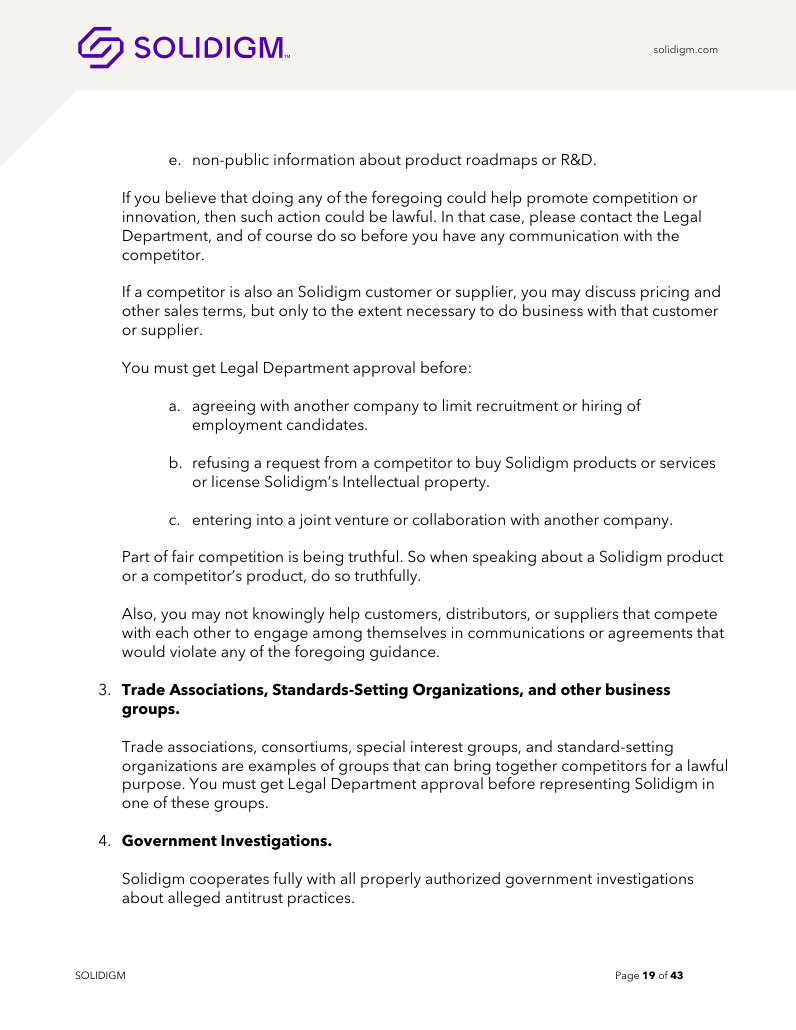 SOLIDIGM™
solidigm.com
e. non-public information about product roadmaps or R&D.
If you believe that doing any of the foregoing could help promote competition or
innovation, then such action could be lawful. In that case, please contact the Legal
Department, and of course do so before you have any communication with the
competitor.
If a competitor is also an Solidigm customer or supplier, you may discuss pricing and
other sales terms, but only to the extent necessary to do business with that customer
or supplier.
You must get Legal Department approval before:
a. agreeing with another company to limit recruitment or hiring of
employment candidates.
b. refusing a request from a competitor to buy Solidigm products or services
or license Solidigm’s Intellectual property.
c. entering into a joint venture or collaboration with another company.
Part of fair competition is being truthful. So when speaking about a Solidigm product
or a competitor’s product, do so truthfully.
Also, you may not knowingly help customers, distributors, or suppliers that compete
with each other to engage among themselves in communications or agreements that
would violate any of the foregoing guidance.
3. Trade Associations, Standards-Setting Organizations, and other business
groups.
Trade associations, consortiums, special interest groups, and standard-setting
organizations are examples of groups that can bring together competitors for a lawful
purpose. You must get Legal Department approval before representing Solidigm in
one of these groups.
4. Government Investigations.
Solidigm cooperates fully with all properly authorized government investigations
about alleged antitrust practices.
SOLIDIGM
Page 19 of 43